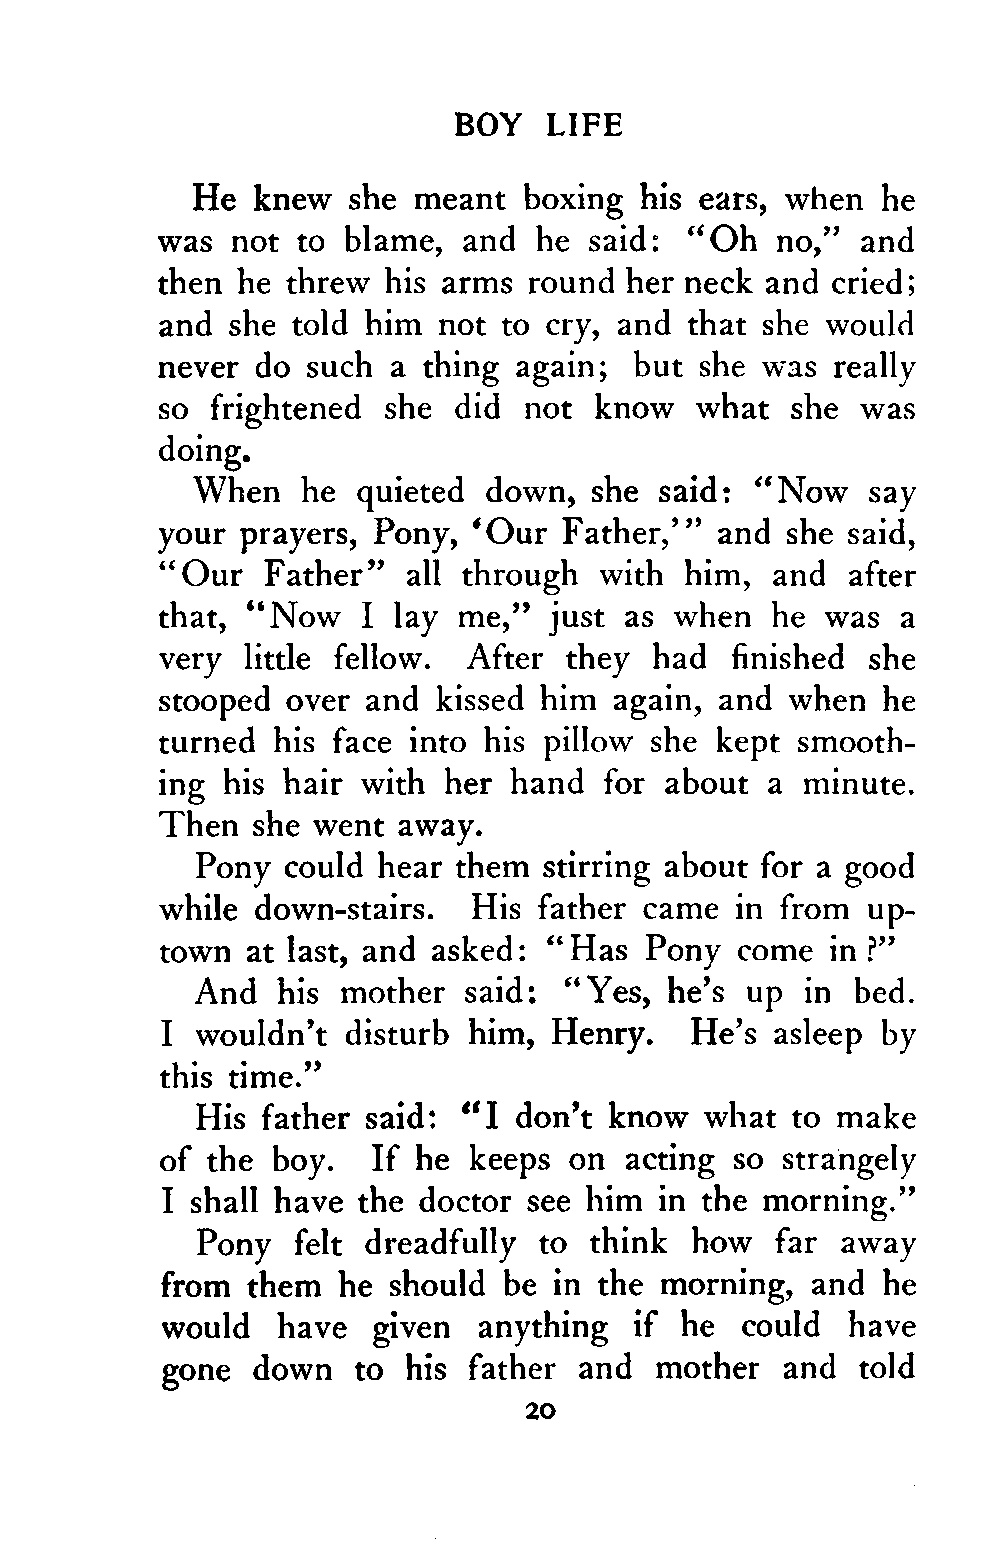 BOY LIFE
He knew she meant boxing his ears, when he
was not to blame, and he said: "Oh no," and
then he threw his arms round her neck and cried;
and she told him not to cry, and that she would
never do such a thing again; but she was really
so frightened she did not know what she was
doing.
When he quieted down, she said: "Now say
your prayers, Pony, 'Our Father,'" and she said,
"Our Father" all through with him, and after
that, "Now I lay me," just as when he was a
very little fellow. After they had finished she
stooped over and kissed him again, and when he
turned his face into his pillow she kept smooth-
ing his hair with her hand for about a minute.
Then she went away.
Pony could hear them stirring about for a good
while down-stairs. His father came in from up-
town at last, and asked: "Has Pony come in?"
And his mother said: "Yes, he's up in bed.
I wouldn't disturb him, Henry. He's asleep by
this time."
His father said: "I don't know what to make
of the boy. If he keeps on acting so strangely
I shall have the doctor see him in the morning."
Pony felt dreadfully to think how far away
from them he should be in the morning, and he
would have given anything if he could have
gone down to his father and mother and told
20